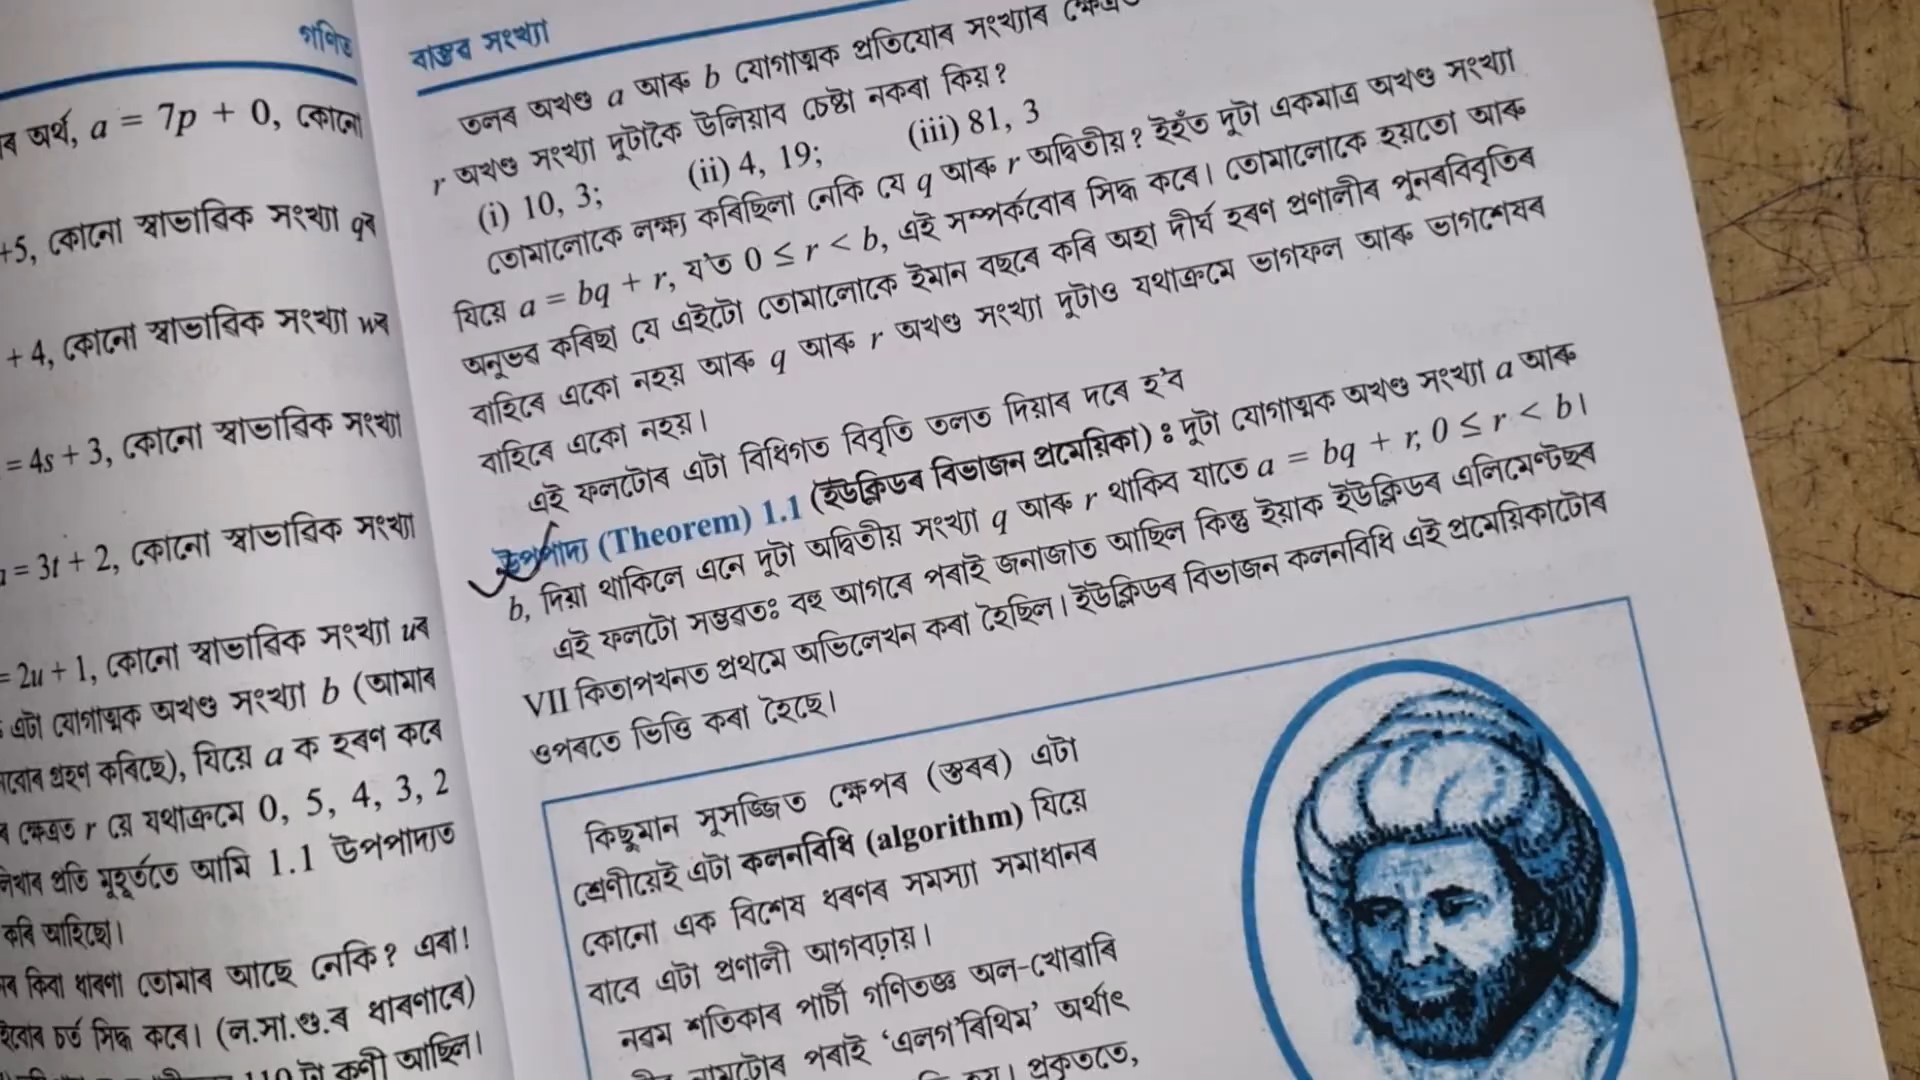 গণিত
ৰ অৰ্থ, a = 7p + 0, কোনো
+5, কোনো স্বাভাৱিক সংখ্যা qৰ
+ 4, কোনো স্বাভাৱিক সংখ্যা wৰ
= 4s + 3, কোনো স্বাভাৱিক সংখ্যা
= 3t + 2, কোনো স্বাভাৱিক সংখ্যা
= 2u + 1, কোনো স্বাভাৱিক সংখ্যা uৰ
এটা যোগাত্মক অখণ্ড সংখ্যা b (আমাৰ
গ্ৰহণ কৰিছে), যিয়ে a ক হৰণ কৰে
ক্ষেত্ৰত r য়ে যথাক্ৰমে 0, 5, 4, 3, 2
প্ৰতি মুহূৰ্ততে আমি 1.1 উপপাদ্যত
কৰি আহিছো।
কিবা ধাৰণা তোমাৰ আছে নেকি? এৰা!
চৰ্ত সিদ্ধ কৰে। (ল.সা.গু.ৰ ধাৰণাৰে)
110 টা কণী আছিল।
বাস্তৱ সংখ্যা
তলৰ অখণ্ড a আৰু b যোগাত্মক প্ৰতিযোৰ সংখ্যাৰ ক্ষেত্ৰত
r অখণ্ড সংখ্যা দুটাকৈ উলিয়াব চেষ্টা নকৰা কিয়?
(i) 10, 3; (ii) 4, 19; (iii) 81, 3
তোমালোকে লক্ষ্য কৰিছিলা নেকি যে q আৰু r অদ্বিতীয়? ইহঁত দুটা একমাত্ৰ অখণ্ড সংখ্যা
যিয়ে a = bq + r, য'ত 0 ≤ r < b, এই সম্পৰ্কবোৰ সিদ্ধ কৰে। তোমালোকে হয়তো আৰু
অনুভৱ কৰিছা যে এইটো তোমালোকে ইমান বছৰে কৰি অহা দীৰ্ঘ হৰণ প্ৰণালীৰ পুনৰবিবৃতিৰ
বাহিৰে একো নহয় আৰু q আৰু r অখণ্ড সংখ্যা দুটাও যথাক্ৰমে ভাগফল আৰু ভাগশেষৰ
বাহিৰে একো নহয়।
এই ফলটোৰ এটা বিধিগত বিবৃতি তলত দিয়াৰ দৰে হ'ব
উপপাদ্য (Theorem) 1.1 (ইউক্লিডৰ বিভাজন প্ৰমেয়িকা) : দুটা যোগাত্মক অখণ্ড সংখ্যা a আৰু
b, দিয়া থাকিলে এনে দুটা অদ্বিতীয় সংখ্যা q আৰু r থাকিব যাতে a = bq + r, 0 ≤ r < b।
এই ফলটো সম্ভৱতঃ বহু আগৰে পৰাই জনাজাত আছিল কিন্তু ইয়াক ইউক্লিডৰ এলিমেণ্টছৰ
VII কিতাপখনত প্ৰথমে অভিলেখন কৰা হৈছিল। ইউক্লিডৰ বিভাজন কলনবিধি এই প্ৰমেয়িকাটোৰ
ওপৰতে ভিত্তি কৰা হৈছে।
কিছুমান সুসজ্জিত ক্ষেপৰ (স্তৰৰ) এটা
শ্ৰেণীয়েই এটা কলনবিধি (algorithm) যিয়ে
কোনো এক বিশেষ ধৰণৰ সমস্যা সমাধানৰ
বাবে এটা প্ৰণালী আগবঢ়ায়।
নৱম শতিকাৰ পাৰ্চী গণিতজ্ঞ অল-খোৱাৰি
নামটোৰ পৰাই ‘এলগ'ৰিথিম’ অৰ্থাৎ
প্ৰকৃততে,